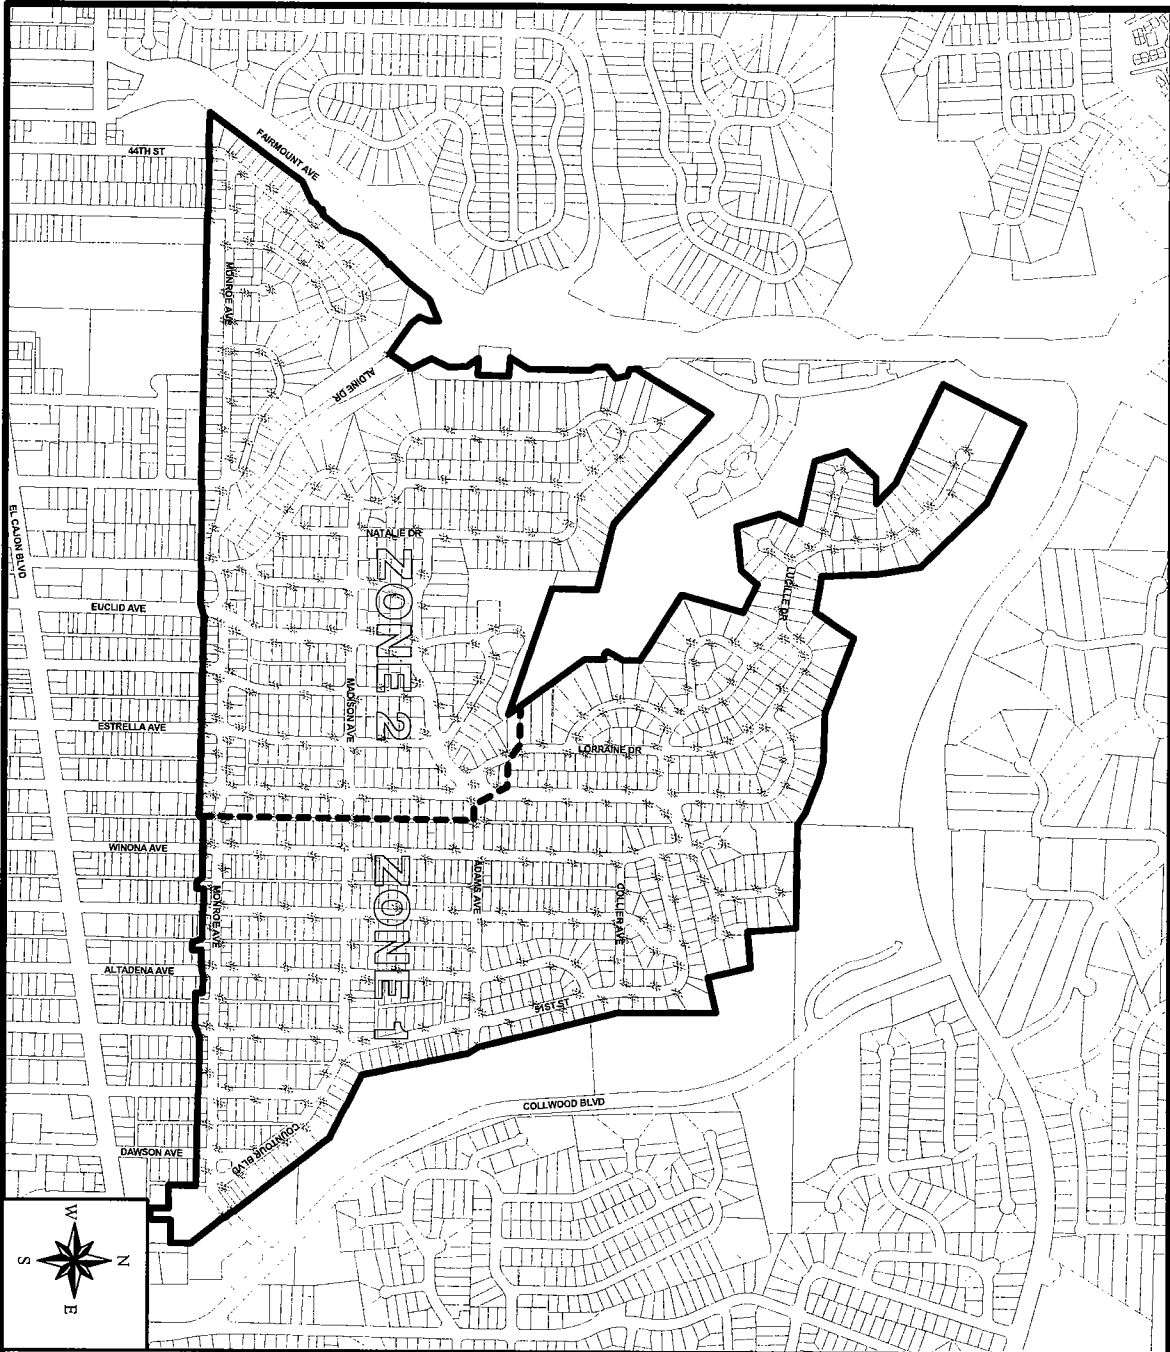 44TH ST
FAIRMOUNT AVE
MONROE AVE
ALDINE DR
EL CAJON BLVD
NATALIE DR
ZONE 2
EUCLID AVE
LUCILLE DR
MADISON AVE
ESTRELLA AVE
LORRAINE DR
WINONA AVE
ZONE 1
ADAMS AVE
COLLIER AVE
MONROE AVE
ALTADENA AVE
51ST ST
COLLWOOD BLVD
COUNTOUR BLVD
DAWSON AVE
W
N
S
E